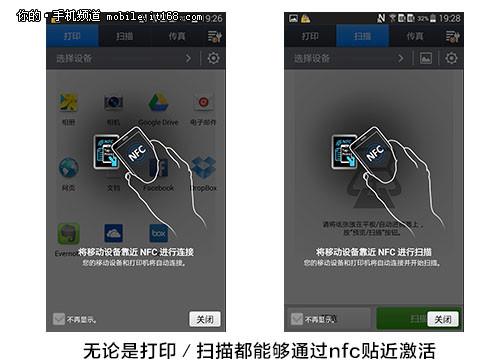 你的·手机频道 mobile.it168.com
9:26
打印 扫描 传真
选择设备
相册 相机 Google Drive 电子邮件
NFC
网页 文档 Facebook DropBox
Evernote
将移动设备靠近 NFC 进行连接
您的移动设备和打印机将自动连接。
不再显示。 关闭
32% 19:28
打印 扫描 传真
选择设备
NFC
请将纸张放在平板/自动进纸器上,
按"预览/扫描"按钮。
将移动设备靠近 NFC 进行扫描
您的移动设备和打印机将自动连接并开始扫描。
不再显示。 关闭
无论是打印/扫描都能够通过nfc贴近激活